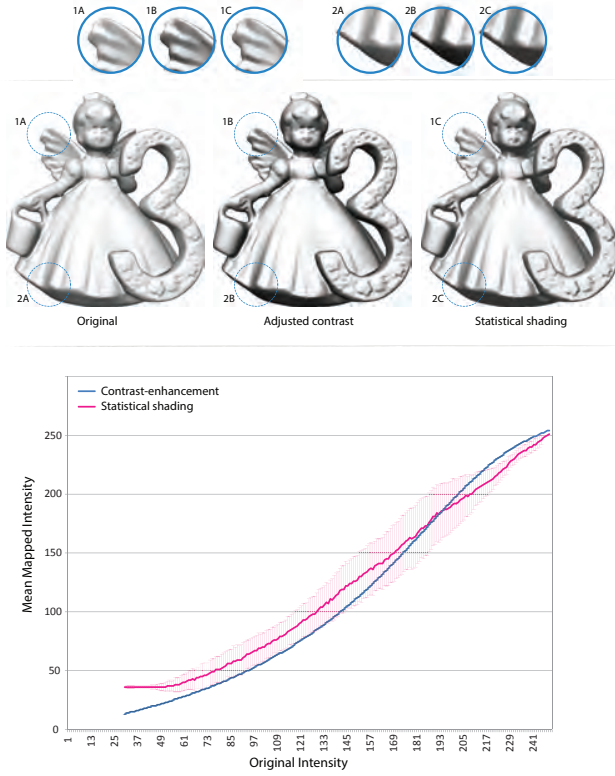 1A 1B 1C 2A 2B 2C
1A 1B 1C
2A 2B 2C
Original Adjusted contrast Statistical shading
Contrast-enhancement
Statistical shading
250
200
150
100
50
0
Mean Mapped Intensity
1 13 25 37 49 61 73 85 97 109 121 133 145 157 169 181 193 205 217 229 241
Original Intensity